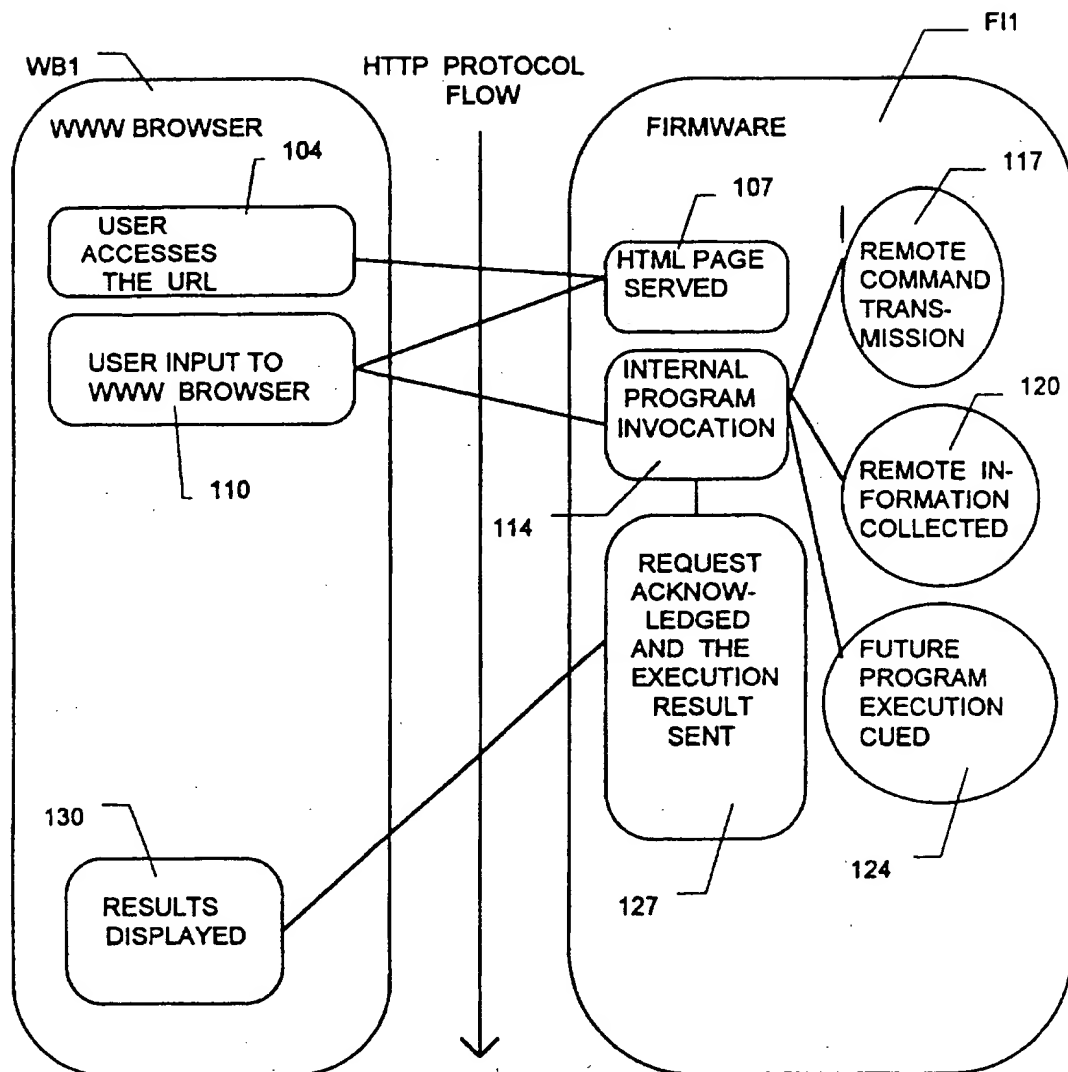 FI1
WB1
HTTP PROTOCOL
FLOW
WWW BROWSER
FIRMWARE
104
117
107
USER
ACCESSES
THE URL
HTML PAGE
SERVED
REMOTE
COMMAND
TRANS-
MISSION
USER INPUT TO
WWW BROWSER
INTERNAL
PROGRAM
INVOCATION
120
110
REMOTE IN-
FORMATION
COLLECTED
114
REQUEST
ACKNOW-
LEDGED
AND THE
EXECUTION
RESULT
SENT
FUTURE
PROGRAM
EXECUTION
CUED
130
124
127
RESULTS
DISPLAYED